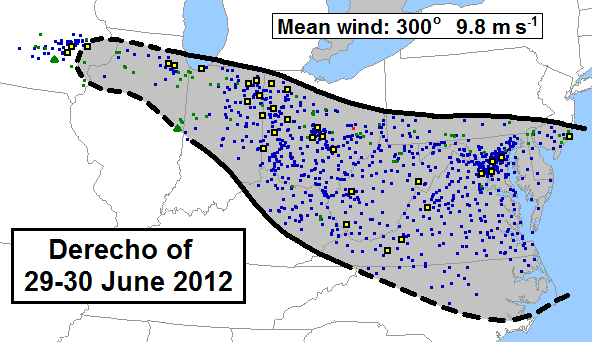 Mean wind: 300° 9.8 m s⁻¹
Derecho of
29-30 June 2012